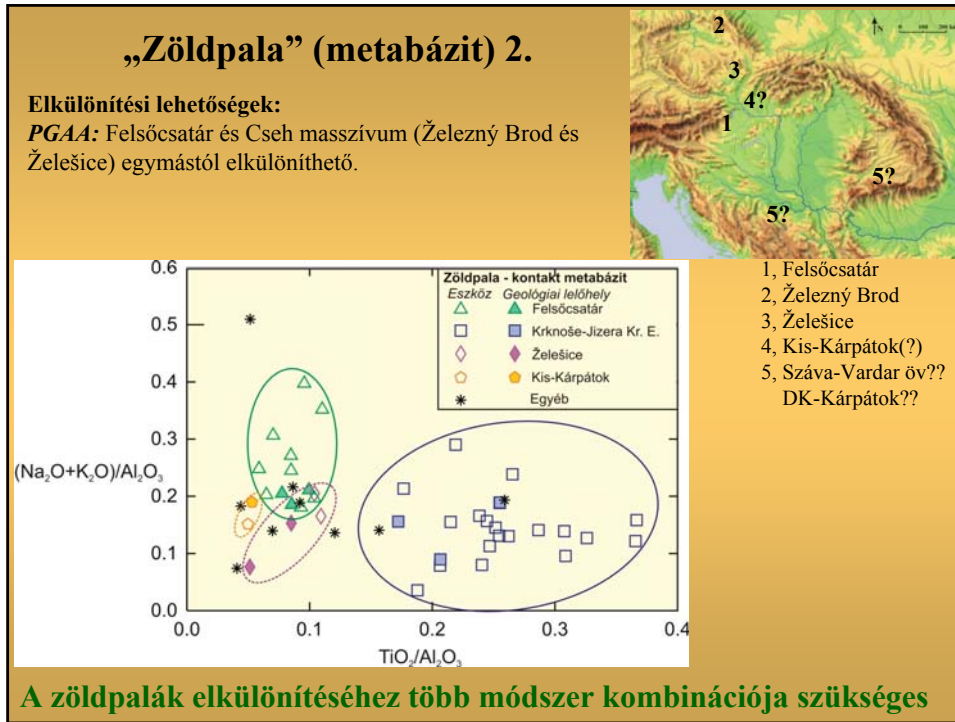 „Zöldpala” (metabázit) 2.
Elkülönítési lehetőségek:
PGAA: Felsőcsatár és Cseh masszívum (Železný Brod és
Želešice) egymástól elkülöníthető.
N
0 100 200 km
2
3
4?
1
5?
5?
1, Felsőcsatár
2, Železný Brod
3, Želešice
4, Kis-Kárpátok(?)
5, Száva-Vardar öv??
DK-Kárpátok??
Zöldpala - kontakt metabázit
Eszköz Geológiai lelőhely
Felsőcsatár
Krknoše-Jizera Kr. E.
Želešice
Kis-Kárpátok
Egyéb
0.6
0.5
0.4
0.3
(Na2O+K2O)/Al2O3
0.2
0.1
0.0
0.0 0.1 0.2 0.3 0.4
TiO2/Al2O3
A zöldpalák elkülönítéséhez több módszer kombinációja szükséges